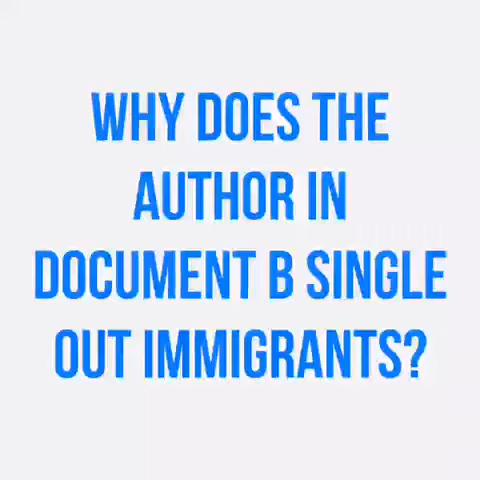 WHY DOES THE
AUTHOR IN
DOCUMENT B SINGLE
OUT IMMIGRANTS?